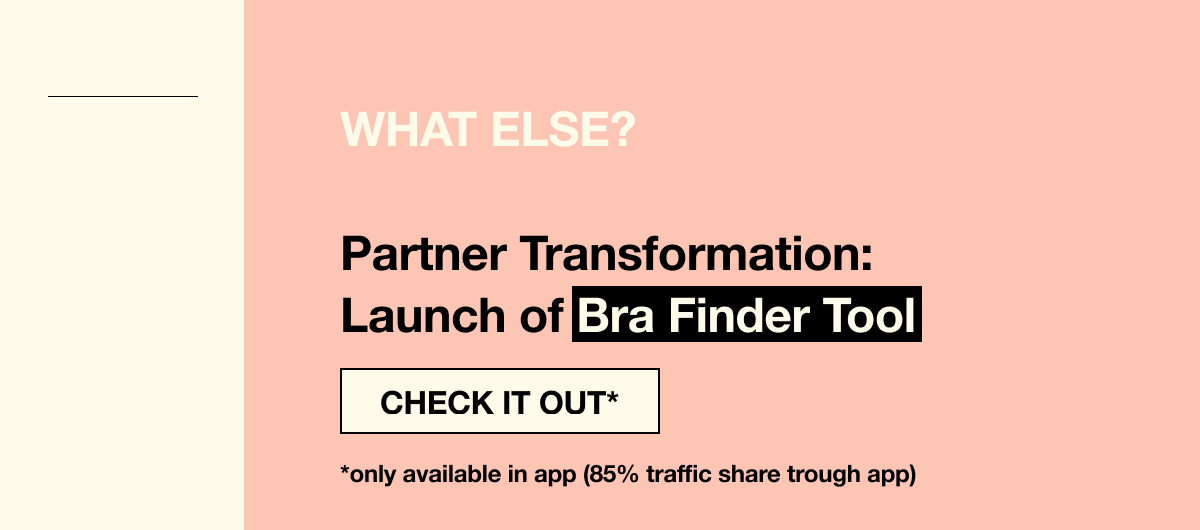 WHAT ELSE?
Partner Transformation:
Launch of Bra Finder Tool
CHECK IT OUT*
*only available in app (85% traffic share trough app)